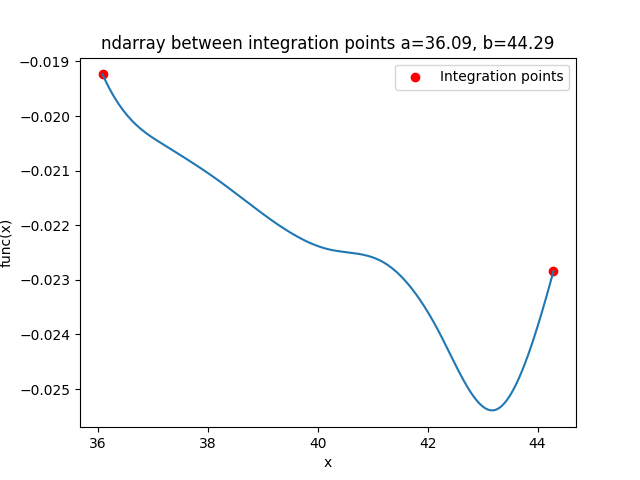 ndarray between integration points a=36.09, b=44.29
Integration points
−0.019
−0.020
−0.021
−0.022
−0.023
−0.024
−0.025
func(x)
36 38 40 42 44
x